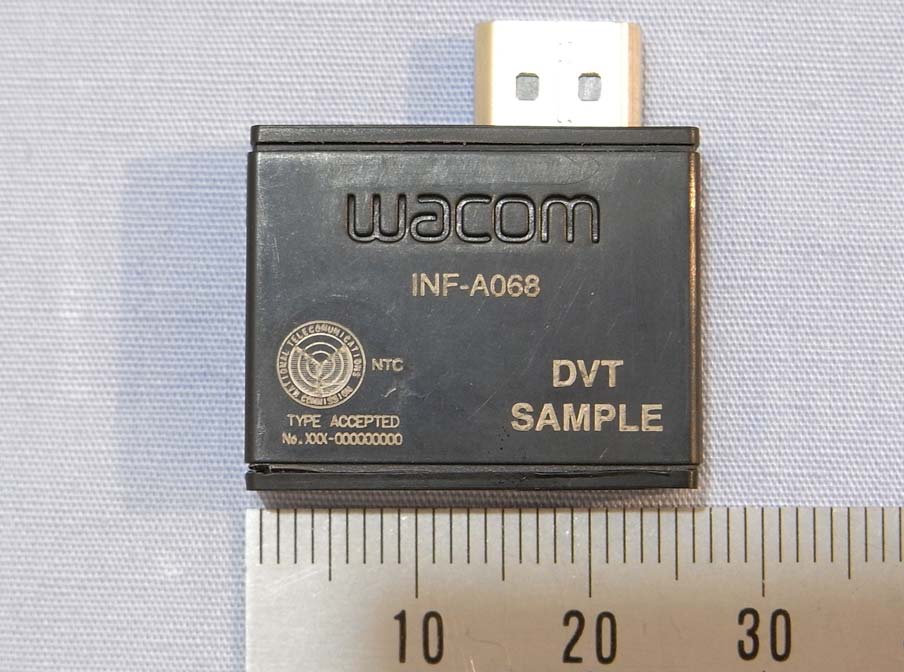 wacom
INF-A068
NATIONAL TELECOMMUNICATIONS COMMISSION
NTC
TYPE ACCEPTED
No. XXX-000000000
DVT
SAMPLE
10 20 30